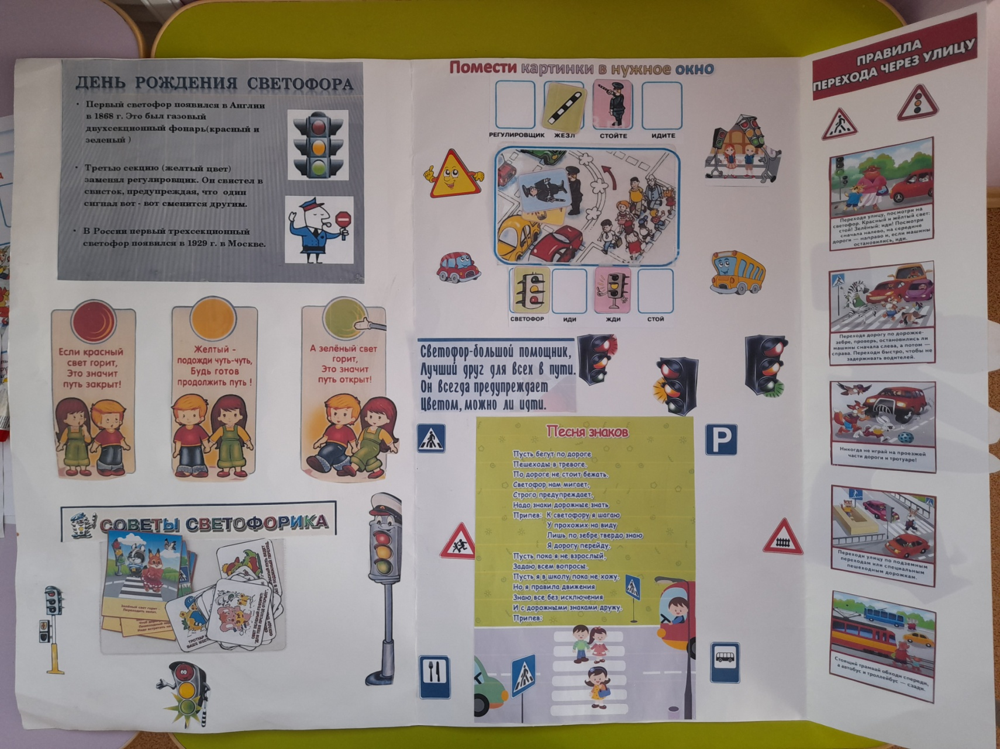 ДЕНЬ РОЖДЕНИЯ СВЕТОФОРА
• Первый светофор появился в Англии
в 1868 г. Это был газовый
двухсекционный фонарь(красный и
зеленый )
• Третью секцию (желтый цвет)
заменял регулировщик. Он свистел в
свисток, предупреждая, что один
сигнал вот - вот сменится другим.
• В России первый трехсекционный
светофор появился в 1929 г. в Москве.
Если красный
свет горит,
Это значит
путь закрыт!
Желтый -
подожди чуть-чуть,
Будь готов
продолжить путь !
А зелёный свет
горит,
Это значит
путь открыт!
СОВЕТЫ СВЕТОФОРИКА
Зелёный свет горит -
Переходить велит.
Помести картинки в нужное окно
РЕГУЛИРОВЩИК
ЖЕЗЛ
СТОЙТЕ
ИДИТЕ
СВЕТОФОР
ИДИ
ЖДИ
СТОЙ
Светофор-большой помощник,
Лучший друг для всех в пути.
Он всегда предупреждает
Цветом, можно ли идти.
P
Песня знаков
Пусть бегут по дороге
Пешеходы в тревоге.
По дороге не стоит бежать.
Светофор нам мигает,
Строго предупреждает,
Надо знаки дорожные знать
Припев: К светофору я шагаю
У прохожих на виду
Лишь по зебре твердо знаю
Я дорогу перейду.
Пусть пока я не взрослый,
Задаю всем вопросы.
Пусть я в школу пока не хожу.
Но я правила движения
Знаю все без исключения
И с дорожными знаками дружу.
Припев:
ПРАВИЛА
ПЕРЕХОДА ЧЕРЕЗ УЛИЦУ
Переходя улицу, посмотри на
светофор. Красный и жёлтый свет:
стой! Зелёный: иди! Посмотри
сначала налево, на середине
дороги — направо и, если машины
остановились, иди.
Переходя дорогу по дорожке-
зебре, проверь, остановились ли
машины сначала слева, а потом —
справа. Переходи быстро, чтобы не
задерживать водителей.
Никогда не играй на проезжей
части дороги и тротуаре!
Переходи улицу по подземным
переходам или специальным
пешеходным дорожкам.
Стоящий трамвай обходи спереди,
а автобус и троллейбус — сзади.